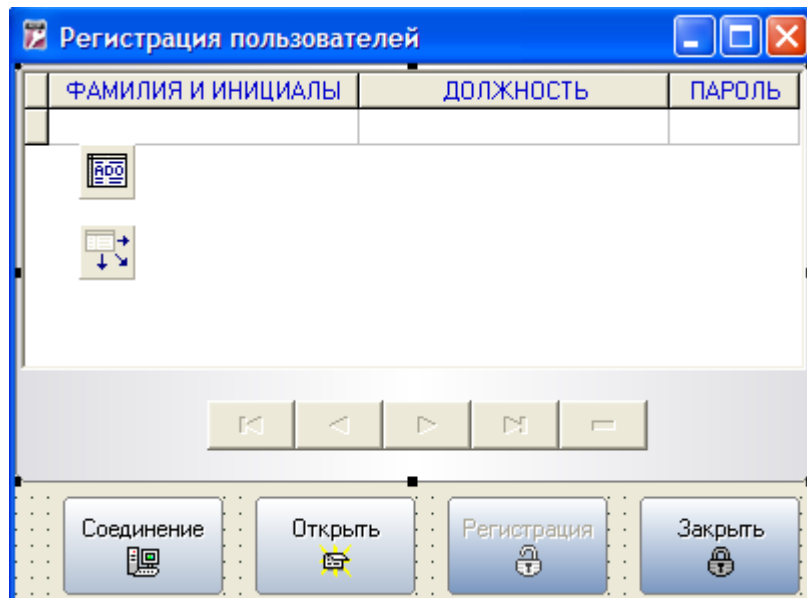 Регистрация пользователей
ФАМИЛИЯ И ИНИЦИАЛЫ ДОЛЖНОСТЬ ПАРОЛЬ
ADO
Соединение Открыть Регистрация Закрыть